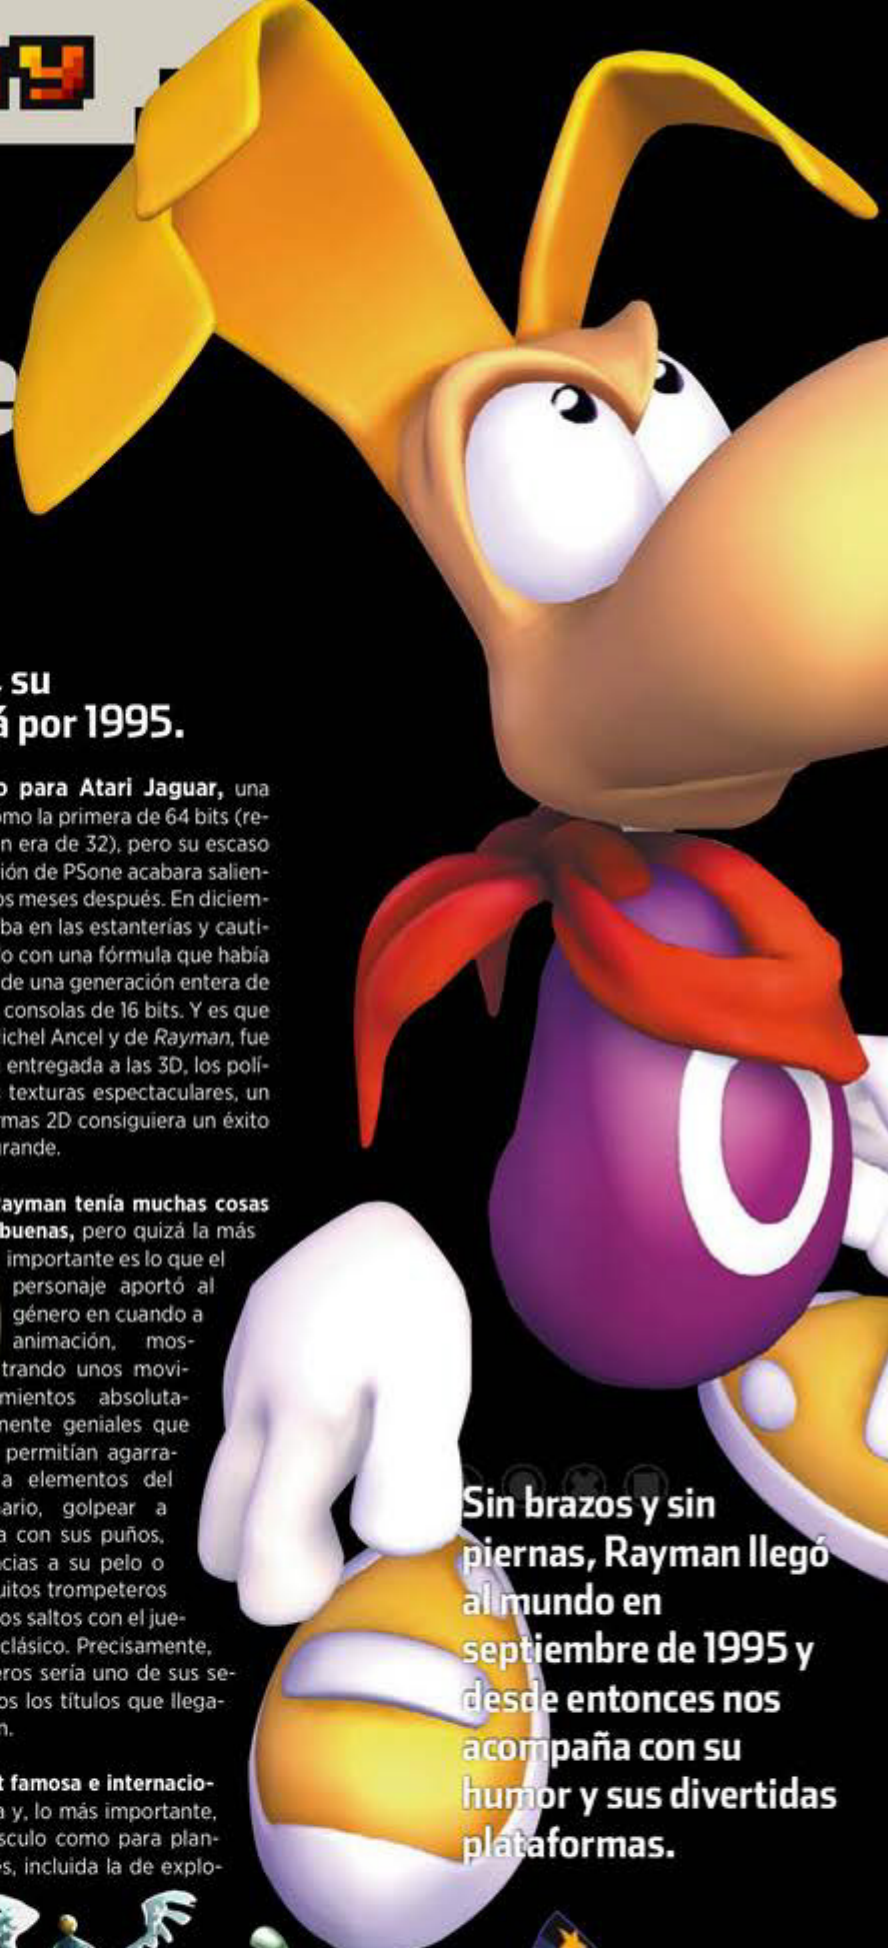 y
e
su
á por 1995.
o para Atari Jaguar, una
omo la primera de 64 bits (re-
n era de 32), pero su escaso
ión de PSone acabara salien-
os meses después. En diciem-
ba en las estanterías y cauti-
o con una fórmula que había
de una generación entera de
consolas de 16 bits. Y es que
ichel Ancel y de Rayman, fue
entregada a las 3D, los polí-
texturas espectaculares, un
rmas 2D consiguiera un éxito
rande.
ayman tenía muchas cosas
buenas, pero quizá la más
importante es lo que el
personaje aportó al
género en cuando a
animación, mos-
trando unos movi-
mientos absoluta-
mente geniales que
permitían agarra-
a elementos del
ario, golpear a
a con sus puños,
cias a su pelo o
uitos trompeteros
os saltos con el jue-
clásico. Precisamente,
eros sería uno de sus se-
os los títulos que llega-
n.
t famosa e internacio-
a y, lo más importante,
sculo como para plan-
s, incluida la de explo-
Sin brazos y sin
piernas, Rayman llegó
al mundo en
septiembre de 1995 y
desde entonces nos
acompaña con su
humor y sus divertidas
plataformas.